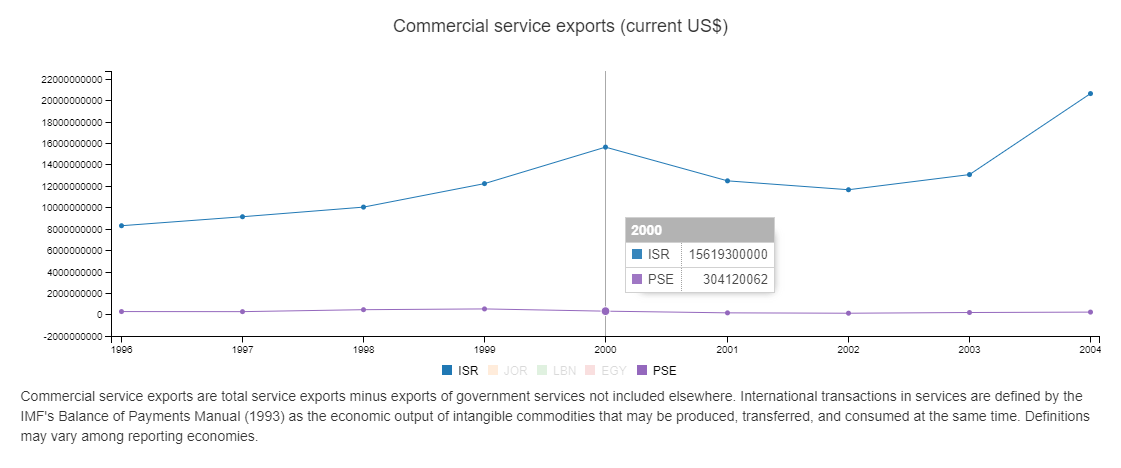 Commercial service exports (current US$)
22000000000
20000000000
18000000000
16000000000
14000000000
12000000000
10000000000
8000000000
6000000000
4000000000
2000000000
0
-2000000000
2000
ISR 15619300000
PSE 304120062
1996 1997 1998 1999 2000 2001 2002 2003 2004
ISR JOR LBN EGY PSE
Commercial service exports are total service exports minus exports of government services not included elsewhere. International transactions in services are defined by the
IMF's Balance of Payments Manual (1993) as the economic output of intangible commodities that may be produced, transferred, and consumed at the same time. Definitions
may vary among reporting economies.